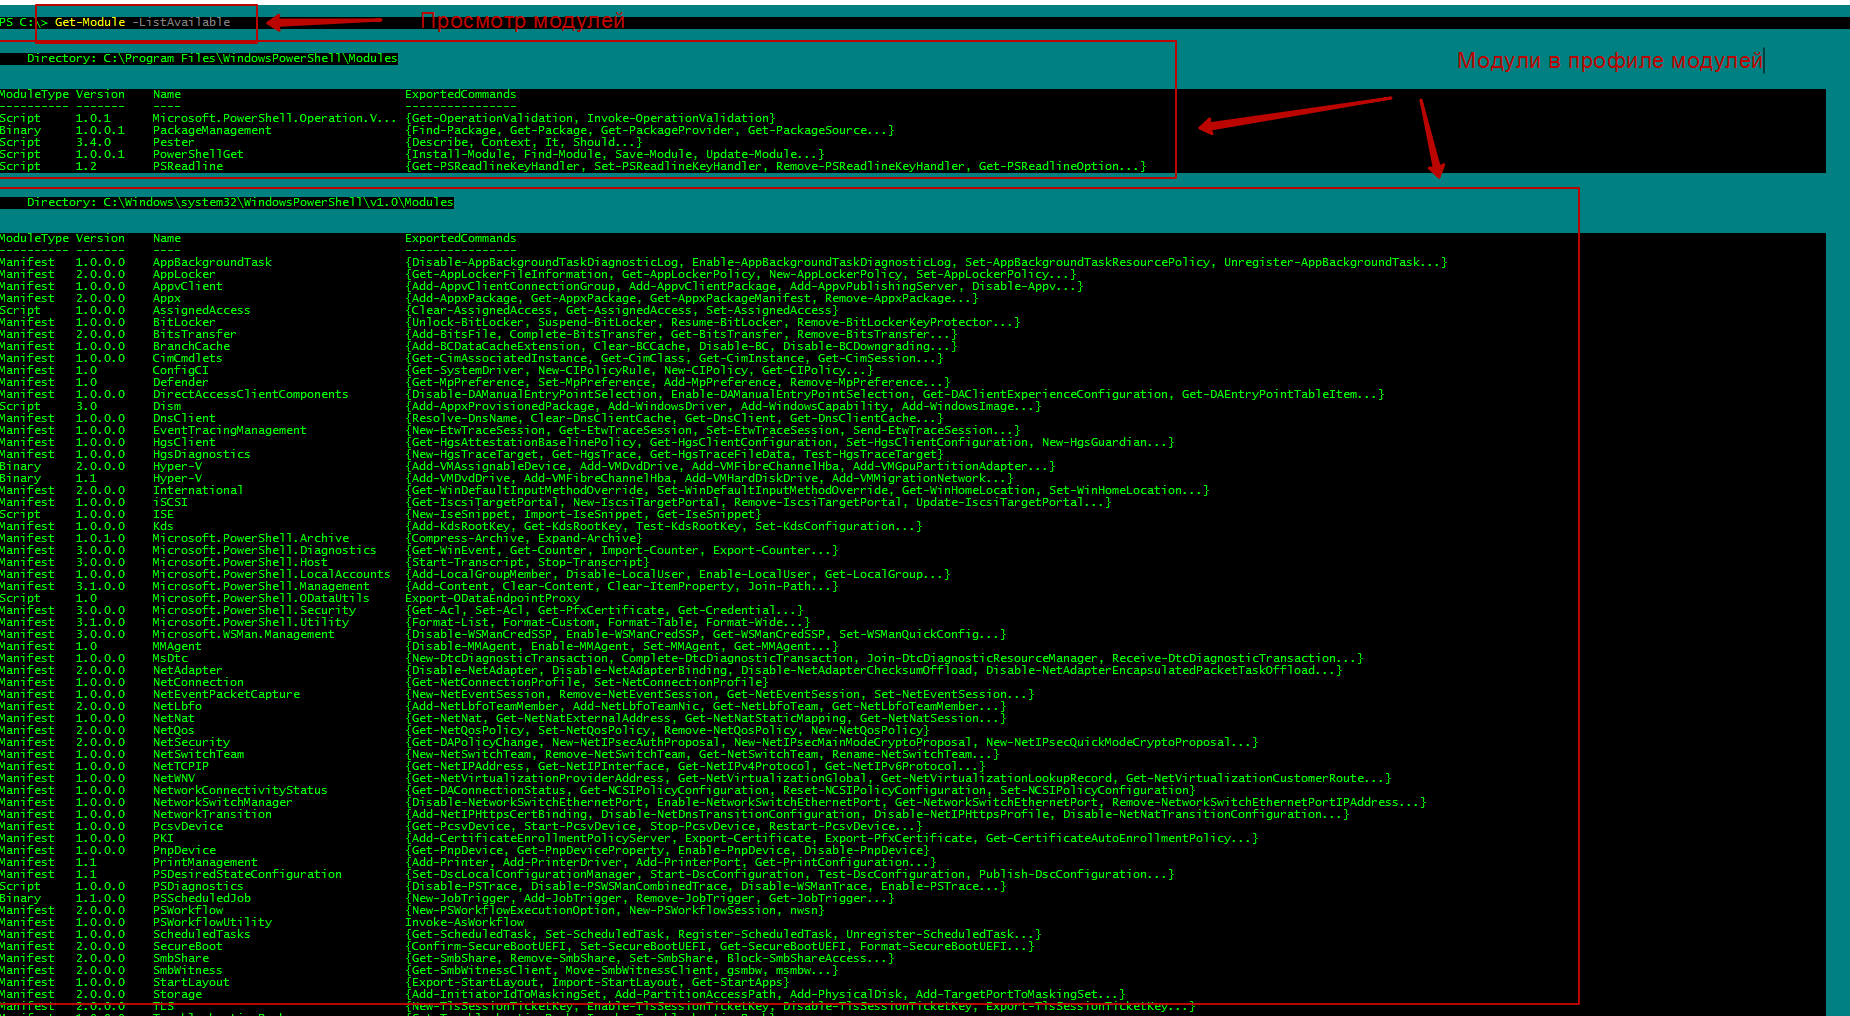 PS C:\> Get-Module -ListAvailable
Просмотр модулей
Модули в профиле модулей
Directory: C:\Program Files\WindowsPowerShell\Modules
ModuleType Version    Name                                ExportedCommands
---------- -------    ----                                ----------------
Script     1.0.1      Microsoft.PowerShell.Operation.V... {Get-OperationValidation, Invoke-OperationValidation}
Binary     1.0.0.1    PackageManagement                   {Find-Package, Get-Package, Get-PackageProvider, Get-PackageSource...}
Script     3.4.0      Pester                              {Describe, Context, It, Should...}
Script     1.0.0.1    PowerShellGet                       {Install-Module, Find-Module, Save-Module, Update-Module...}
Script     1.2        PSReadline                          {Get-PSReadlineKeyHandler, Set-PSReadlineKeyHandler, Remove-PSReadlineKeyHandler, Get-PSReadlineOption...}
Directory: C:\Windows\system32\WindowsPowerShell\v1.0\Modules
ModuleType Version    Name                                ExportedCommands
---------- -------    ----                                ----------------
Manifest   1.0.0.0    AppBackgroundTask                   {Disable-AppBackgroundTaskDiagnosticLog, Enable-AppBackgroundTaskDiagnosticLog, Set-AppBackgroundTaskResourcePolicy, Unregister-AppBackgroundTask...}
Manifest   2.0.0.0    AppLocker                           {Get-AppLockerFileInformation, Get-AppLockerPolicy, New-AppLockerPolicy, Set-AppLockerPolicy...}
Manifest   1.0.0.0    AppvClient                          {Add-AppvClientConnectionGroup, Add-AppvClientPackage, Add-AppvPublishingServer, Disable-Appv...}
Manifest   2.0.0.0    Appx                                {Add-AppxPackage, Get-AppxPackage, Get-AppxPackageManifest, Remove-AppxPackage...}
Script     1.0.0.0    AssignedAccess                      {Clear-AssignedAccess, Get-AssignedAccess, Set-AssignedAccess}
Manifest   1.0.0.0    BitLocker                           {Unlock-BitLocker, Suspend-BitLocker, Resume-BitLocker, Remove-BitLockerKeyProtector...}
Manifest   2.0.0.0    BitsTransfer                        {Add-BitsFile, Complete-BitsTransfer, Get-BitsTransfer, Remove-BitsTransfer...}
Manifest   1.0.0.0    BranchCache                         {Add-BCDataCacheExtension, Clear-BCCache, Disable-BC, Disable-BCDowngrading...}
Manifest   1.0.0.0    CimCmdlets                          {Get-CimAssociatedInstance, Get-CimClass, Get-CimInstance, Get-CimSession...}
Manifest   1.0        ConfigCI                            {Get-SystemDriver, New-CIPolicyRule, New-CIPolicy, Get-CIPolicy...}
Manifest   1.0        Defender                            {Get-MpPreference, Set-MpPreference, Add-MpPreference, Remove-MpPreference...}
Manifest   1.0.0.0    DirectAccessClientComponents        {Disable-DAManualEntryPointSelection, Enable-DAManualEntryPointSelection, Get-DAClientExperienceConfiguration, Get-DAEntryPointTableItem...}
Script     3.0        Dism                                {Add-AppxProvisionedPackage, Add-WindowsDriver, Add-WindowsCapability, Add-WindowsImage...}
Manifest   1.0.0.0    DnsClient                           {Resolve-DnsName, Clear-DnsClientCache, Get-DnsClient, Get-DnsClientCache...}
Manifest   1.0.0.0    EventTracingManagement              {New-EtwTraceSession, Get-EtwTraceSession, Set-EtwTraceSession, Send-EtwTraceSession...}
Manifest   1.0.0.0    HgsClient                           {Get-HgsAttestationBaselinePolicy, Get-HgsClientConfiguration, Set-HgsClientConfiguration, New-HgsGuardian...}
Manifest   1.0.0.0    HgsDiagnostics                      {New-HgsTraceTarget, Get-HgsTrace, Get-HgsTraceFileData, Test-HgsTraceTarget}
Binary     2.0.0.0    Hyper-V                             {Add-VMAssignableDevice, Add-VMDvdDrive, Add-VMFibreChannelHba, Add-VMGpuPartitionAdapter...}
Binary     1.1        Hyper-V                             {Add-VMDvdDrive, Add-VMFibreChannelHba, Add-VMHardDiskDrive, Add-VMMigrationNetwork...}
Manifest   2.0.0.0    International                       {Get-WinDefaultInputMethodOverride, Set-WinDefaultInputMethodOverride, Get-WinHomeLocation, Set-WinHomeLocation...}
Manifest   1.0.0.0    iSCSI                               {Get-IscsiTargetPortal, New-IscsiTargetPortal, Remove-IscsiTargetPortal, Update-IscsiTargetPortal...}
Script     1.0.0.0    ISE                                 {New-IseSnippet, Import-IseSnippet, Get-IseSnippet}
Manifest   1.0.0.0    Kds                                 {Add-KdsRootKey, Get-KdsRootKey, Test-KdsRootKey, Set-KdsConfiguration...}
Manifest   1.0.1.0    Microsoft.PowerShell.Archive        {Compress-Archive, Expand-Archive}
Manifest   3.0.0.0    Microsoft.PowerShell.Diagnostics    {Get-WinEvent, Get-Counter, Import-Counter, Export-Counter...}
Manifest   3.0.0.0    Microsoft.PowerShell.Host           {Start-Transcript, Stop-Transcript}
Manifest   1.0.0.0    Microsoft.PowerShell.LocalAccounts  {Add-LocalGroupMember, Disable-LocalUser, Enable-LocalUser, Get-LocalGroup...}
Manifest   3.1.0.0    Microsoft.PowerShell.Management     {Add-Content, Clear-Content, Clear-ItemProperty, Join-Path...}
Script     1.0        Microsoft.PowerShell.ODataUtils     Export-ODataEndpointProxy
Manifest   3.0.0.0    Microsoft.PowerShell.Security       {Get-Acl, Set-Acl, Get-PfxCertificate, Get-Credential...}
Manifest   3.1.0.0    Microsoft.PowerShell.Utility        {Format-List, Format-Custom, Format-Table, Format-Wide...}
Manifest   3.0.0.0    Microsoft.WSMan.Management          {Disable-WSManCredSSP, Enable-WSManCredSSP, Get-WSManCredSSP, Set-WSManQuickConfig...}
Manifest   1.0        MMAgent                             {Disable-MMAgent, Enable-MMAgent, Set-MMAgent, Get-MMAgent...}
Manifest   1.0.0.0    MsDtc                               {New-DtcDiagnosticTransaction, Complete-DtcDiagnosticTransaction, Join-DtcDiagnosticResourceManager, Receive-DtcDiagnosticTransaction...}
Manifest   2.0.0.0    NetAdapter                          {Disable-NetAdapter, Disable-NetAdapterBinding, Disable-NetAdapterChecksumOffload, Disable-NetAdapterEncapsulatedPacketTaskOffload...}
Manifest   1.0.0.0    NetConnection                       {Get-NetConnectionProfile, Set-NetConnectionProfile}
Manifest   1.0.0.0    NetEventPacketCapture               {New-NetEventSession, Remove-NetEventSession, Get-NetEventSession, Set-NetEventSession...}
Manifest   2.0.0.0    NetLbfo                             {Add-NetLbfoTeamMember, Add-NetLbfoTeamNic, Get-NetLbfoTeam, Get-NetLbfoTeamMember...}
Manifest   1.0.0.0    NetNat                              {Get-NetNat, Get-NetNatExternalAddress, Get-NetNatStaticMapping, Get-NetNatSession...}
Manifest   2.0.0.0    NetQos                              {Get-NetQosPolicy, Set-NetQosPolicy, Remove-NetQosPolicy, New-NetQosPolicy}
Manifest   2.0.0.0    NetSecurity                         {Get-DAPolicyChange, New-NetIPsecAuthProposal, New-NetIPsecMainModeCryptoProposal, New-NetIPsecQuickModeCryptoProposal...}
Manifest   1.0.0.0    NetSwitchTeam                       {New-NetSwitchTeam, Remove-NetSwitchTeam, Get-NetSwitchTeam, Rename-NetSwitchTeam...}
Manifest   1.0.0.0    NetTCPIP                            {Get-NetIPAddress, Get-NetIPInterface, Get-NetIPv4Protocol, Get-NetIPv6Protocol...}
Manifest   1.0.0.0    NetWNV                              {Get-NetVirtualizationProviderAddress, Get-NetVirtualizationGlobal, Get-NetVirtualizationLookupRecord, Get-NetVirtualizationCustomerRoute...}
Manifest   1.0.0.0    NetworkConnectivityStatus           {Get-DAConnectionStatus, Get-NCSIPolicyConfiguration, Reset-NCSIPolicyConfiguration, Set-NCSIPolicyConfiguration}
Manifest   1.0.0.0    NetworkSwitchManager                {Disable-NetworkSwitchEthernetPort, Enable-NetworkSwitchEthernetPort, Get-NetworkSwitchEthernetPort, Remove-NetworkSwitchEthernetPortIPAddress...}
Manifest   1.0.0.0    NetworkTransition                   {Add-NetIPHttpsCertBinding, Disable-NetDnsTransitionConfiguration, Disable-NetIPHttpsProfile, Disable-NetNatTransitionConfiguration...}
Manifest   1.0.0.0    PcsvDevice                          {Get-PcsvDevice, Start-PcsvDevice, Stop-PcsvDevice, Restart-PcsvDevice...}
Manifest   1.0.0.0    PKI                                 {Add-CertificateEnrollmentPolicyServer, Export-Certificate, Export-PfxCertificate, Get-CertificateAutoEnrollmentPolicy...}
Manifest   1.0.0.0    PnpDevice                           {Get-PnpDevice, Get-PnpDeviceProperty, Enable-PnpDevice, Disable-PnpDevice}
Manifest   1.1        PrintManagement                     {Add-Printer, Add-PrinterDriver, Add-PrinterPort, Get-PrintConfiguration...}
Manifest   1.1        PSDesiredStateConfiguration         {Set-DscLocalConfigurationManager, Start-DscConfiguration, Test-DscConfiguration, Publish-DscConfiguration...}
Script     1.0.0.0    PSDiagnostics                       {Disable-PSTrace, Disable-PSWSManCombinedTrace, Disable-WSManTrace, Enable-PSTrace...}
Binary     1.1.0.0    PSScheduledJob                      {New-JobTrigger, Add-JobTrigger, Remove-JobTrigger, Get-JobTrigger...}
Manifest   2.0.0.0    PSWorkflow                          {New-PSWorkflowExecutionOption, New-PSWorkflowSession, nwsn}
Manifest   1.0.0.0    PSWorkflowUtility                   Invoke-AsWorkflow
Manifest   1.0.0.0    ScheduledTasks                      {Get-ScheduledTask, Set-ScheduledTask, Register-ScheduledTask, Unregister-ScheduledTask...}
Manifest   2.0.0.0    SecureBoot                          {Confirm-SecureBootUEFI, Set-SecureBootUEFI, Get-SecureBootUEFI, Format-SecureBootUEFI...}
Manifest   2.0.0.0    SmbShare                            {Get-SmbShare, Remove-SmbShare, Set-SmbShare, Block-SmbShareAccess...}
Manifest   2.0.0.0    SmbWitness                          {Get-SmbWitnessClient, Move-SmbWitnessClient, gsmbw, msmbw...}
Manifest   1.0.0.0    StartLayout                         {Export-StartLayout, Import-StartLayout, Get-StartApps}
Manifest   2.0.0.0    Storage                             {Add-InitiatorIdToMaskingSet, Add-PartitionAccessPath, Add-PhysicalDisk, Add-TargetPortToMaskingSet...}
Manifest   2.0.0.0    TLS                                 {New-TlsSessionTicketKey, Enable-TlsSessionTicketKey, Disable-TlsSessionTicketKey, Export-TlsSessionTicketKey...}